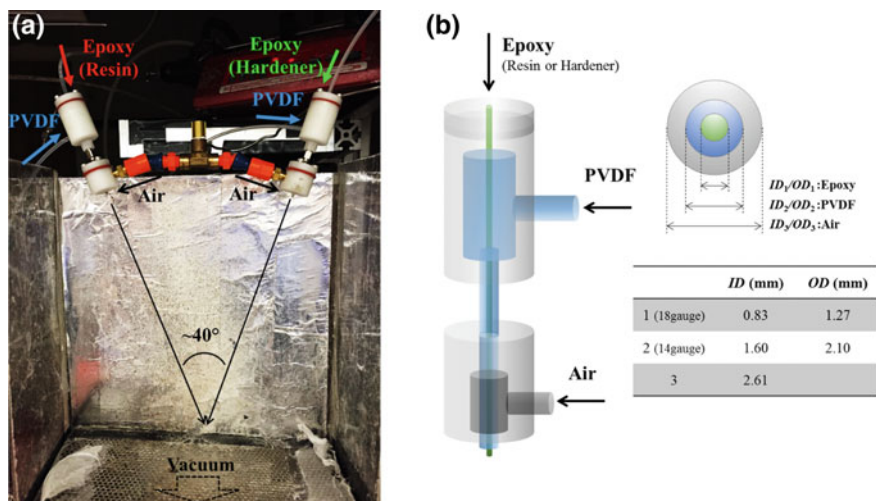 (a)
Epoxy
(Resin)
Epoxy
(Hardener)
PVDF
PVDF
Air
Air
~40°
Vacuum
(b)
Epoxy
(Resin or Hardener)
PVDF
Air
ID₁/OD₁:Epoxy
ID₂/OD₂:PVDF
ID₃/OD₃:Air
ID (mm) OD (mm)
1 (18gauge) 0.83 1.27
2 (14gauge) 1.60 2.10
3 2.61